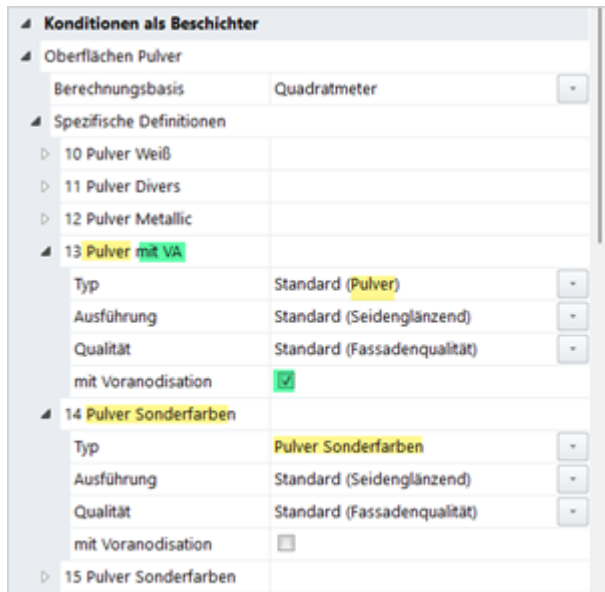 Konditionen als Beschichter
Oberflächen Pulver
Berechnungsbasis Quadratmeter
Spezifische Definitionen
10 Pulver Weiß
11 Pulver Divers
12 Pulver Metallic
13 Pulver mit VA
Typ Standard (Pulver)
Ausführung Standard (Seidenglänzend)
Qualität Standard (Fassadenqualität)
mit Voranodisation
14 Pulver Sonderfarben
Typ Pulver Sonderfarben
Ausführung Standard (Seidenglänzend)
Qualität Standard (Fassadenqualität)
mit Voranodisation
15 Pulver Sonderfarben